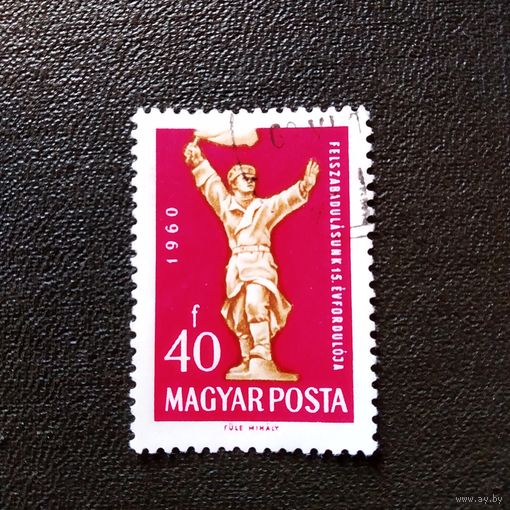 1960
FELSZABADULÁSUNK 15. ÉVFORDULÓJA
f
40
MAGYAR POSTA
FÜLE MIHÁLY
www.ay.by